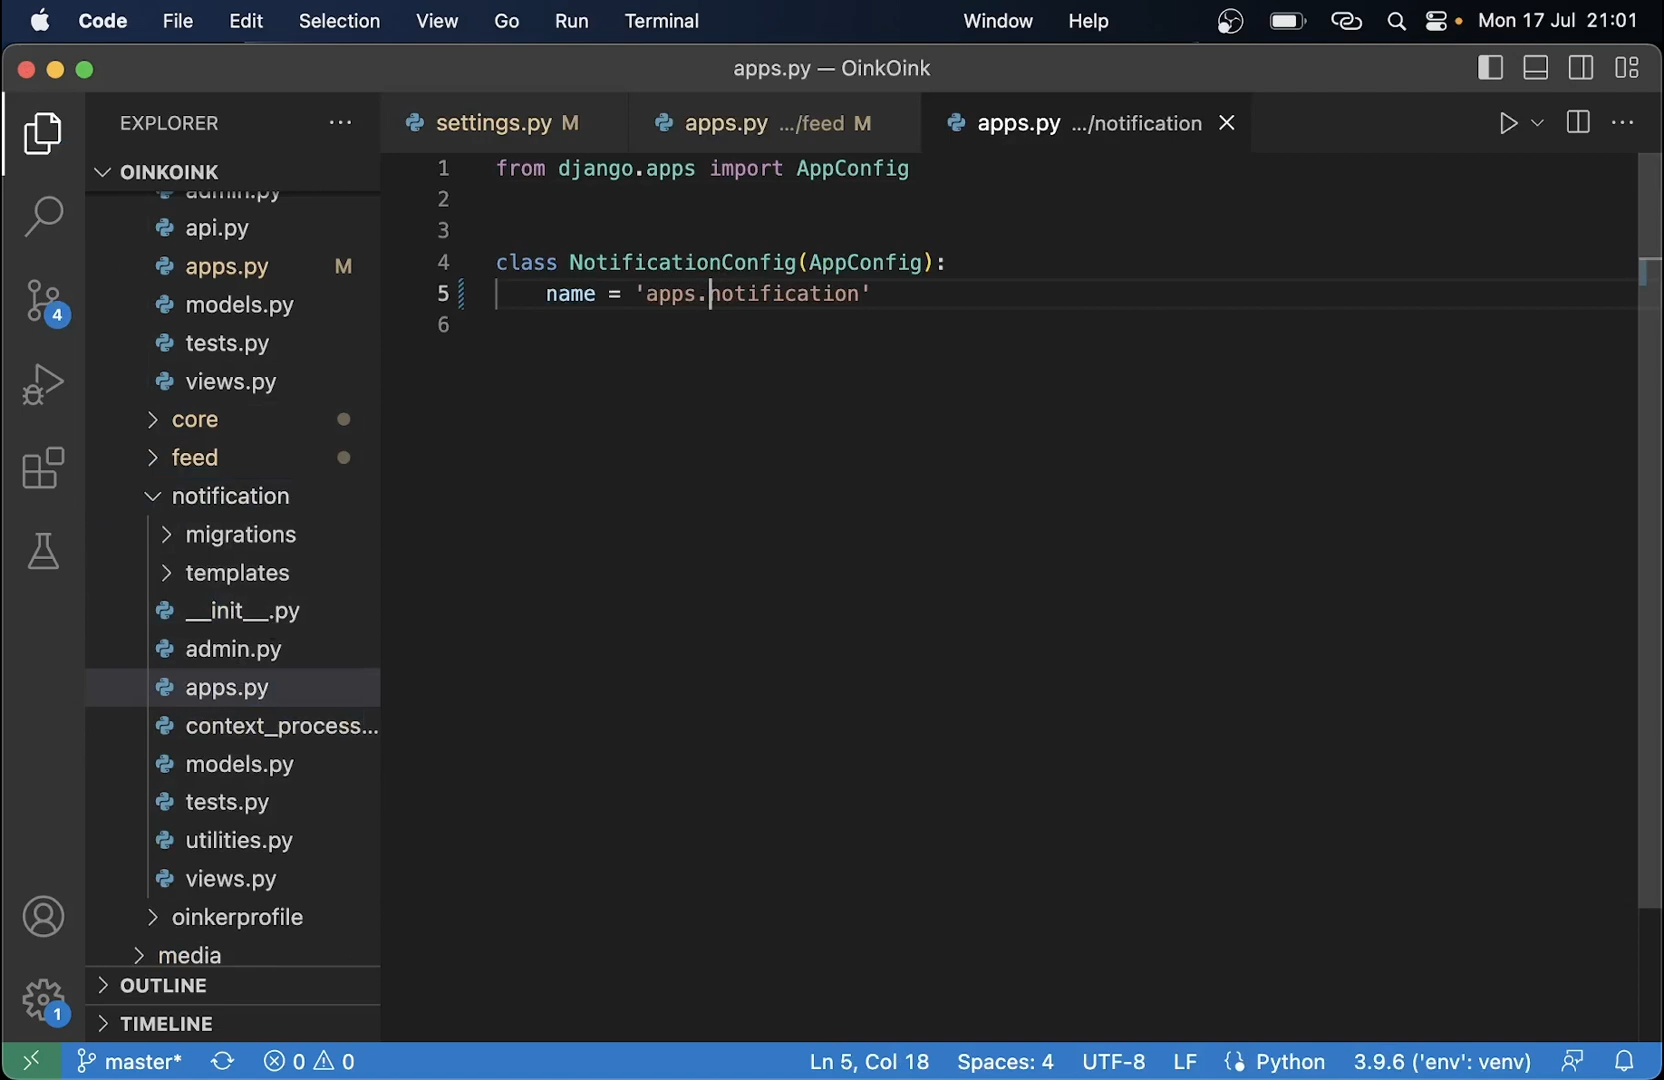 Code File Edit Selection View Go Run Terminal Window Help Mon 17 Jul 21:01
apps.py — OinkOink
EXPLORER ···
settings.py M
apps.py .../feed M
apps.py .../notification
OINKOINK
admin.py
api.py
apps.py M
models.py
tests.py
views.py
core
feed
notification
migrations
templates
__init__.py
admin.py
apps.py
context_process...
models.py
tests.py
utilities.py
views.py
oinkerprofile
media
OUTLINE
TIMELINE
4
1
1 from django.apps import AppConfig
2
3
4 class NotificationConfig(AppConfig):
5 name = 'apps.notification'
6
master* 0 0 Ln 5, Col 18 Spaces: 4 UTF-8 LF Python 3.9.6 ('env': venv)